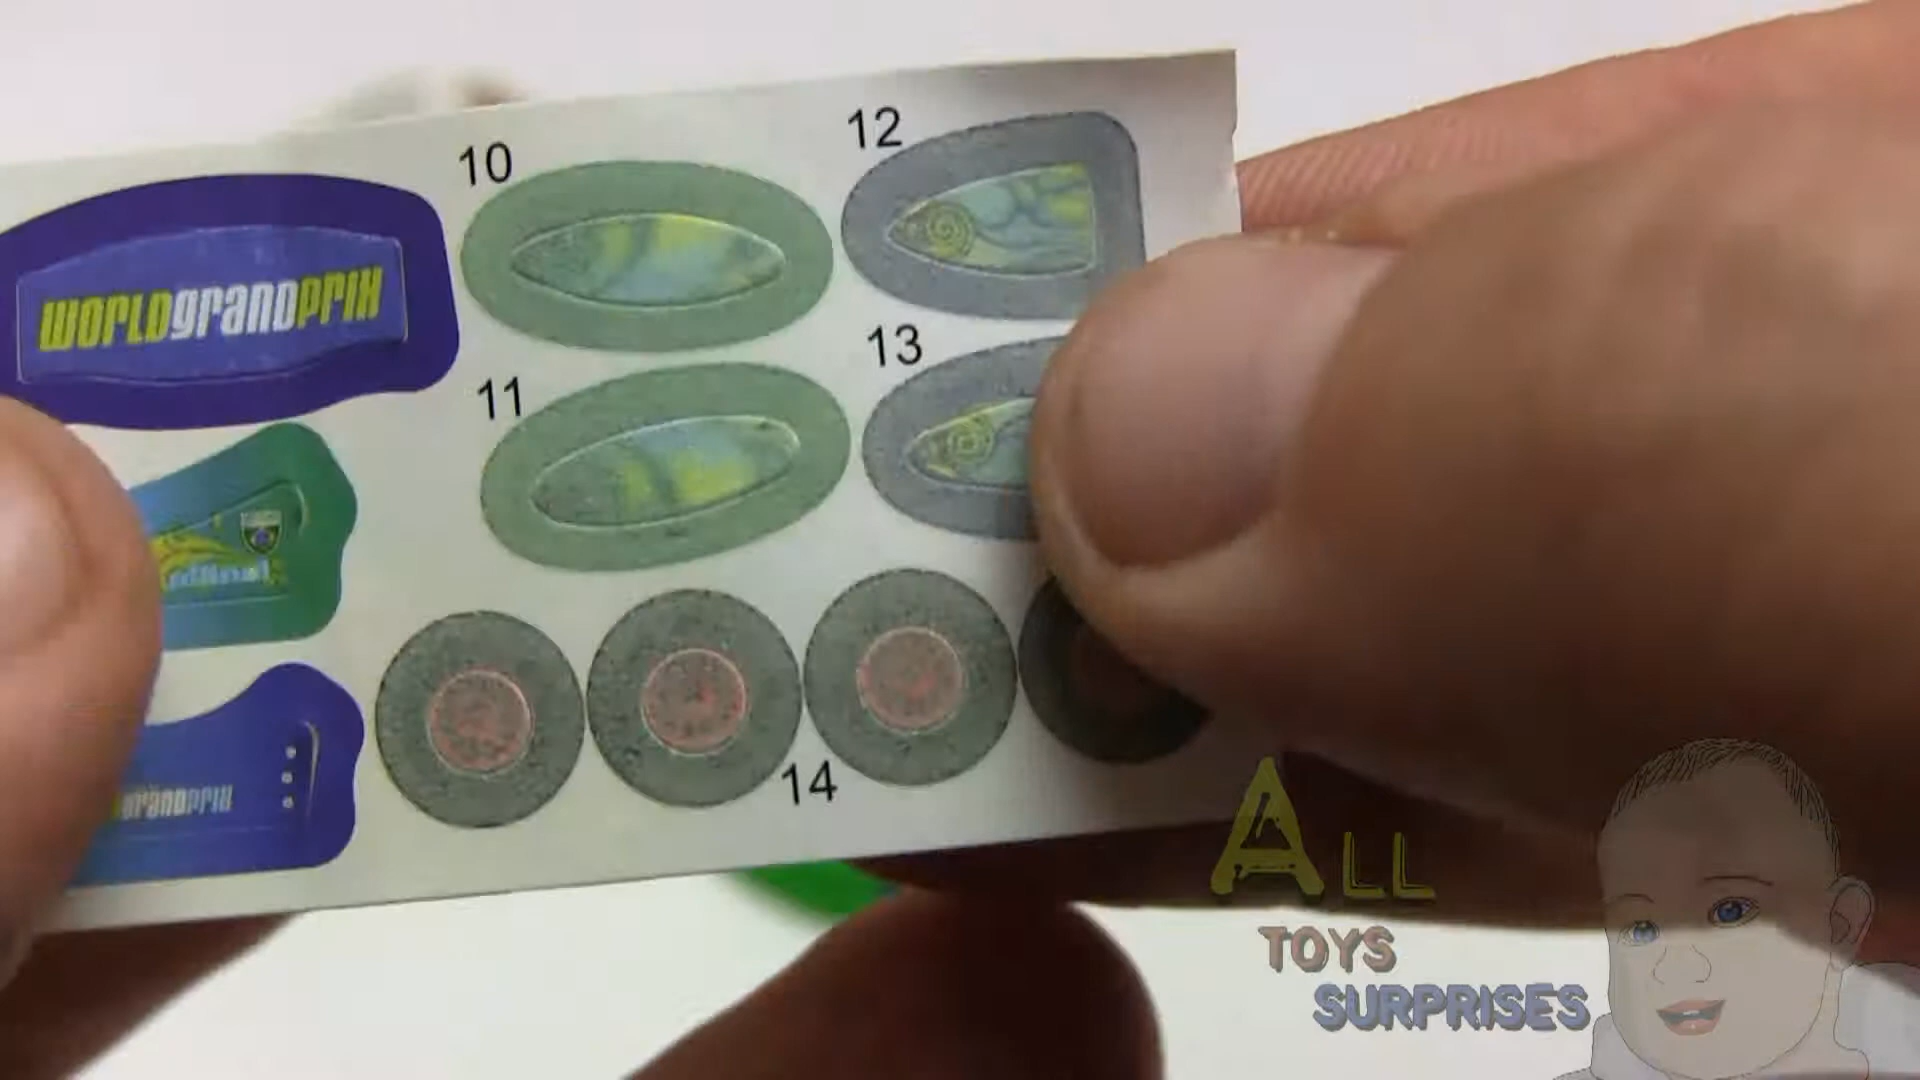 10
12
WORLDgrandPRIX
13
11
14
grandPRIX
ALL
TOYS
SURPRISES